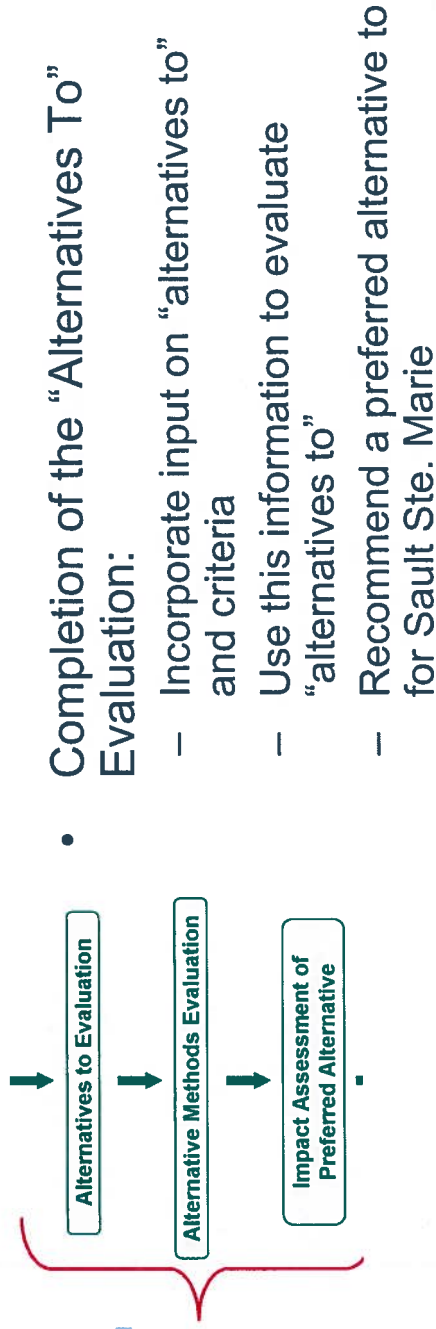 Alternatives to Evaluation
Alternative Methods Evaluation
Impact Assessment of
Preferred Alternative
• Completion of the “Alternatives To”
Evaluation:
– Incorporate input on “alternatives to”
and criteria
– Use this information to evaluate
“alternatives to”
– Recommend a preferred alternative to
for Sault Ste. Marie